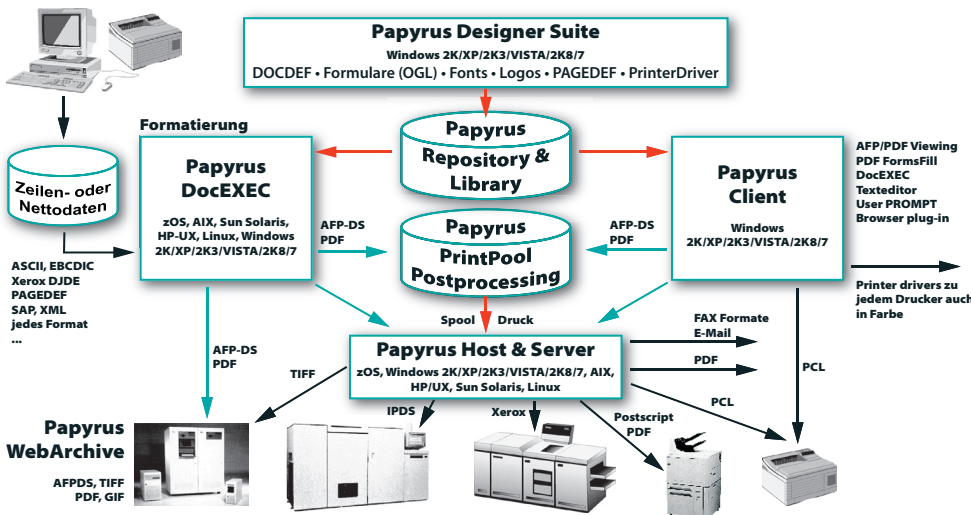 Papyrus Designer Suite
Windows 2K/XP/2K3/VISTA/2K8/7
DOCDEF • Formulare (OGL) • Fonts • Logos • PAGEDEF • PrinterDriver
Formatierung
Papyrus
DocEXEC
zOS, AIX, Sun Solaris,
HP-UX, Linux, Windows
2K/XP/2K3/VISTA/2K8/7
Papyrus
Repository &
Library
Papyrus
Client
Windows
2K/XP/2K3/VISTA/2K8/7
AFP/PDF Viewing
PDF FormsFill
DocEXEC
Texteditor
User PROMPT
Browser plug-in
Zeilen- oder
Nettodaten
AFP-DS
PDF
Papyrus
PrintPool
Postprocessing
AFP-DS
PDF
ASCII, EBCDIC
Xerox DJDE
PAGEDEF
SAP, XML
jedes Format
...
Printer drivers zu
jedem Drucker auch
in Farbe
Spool
Druck
AFP-DS
PDF
Papyrus Host & Server
zOS, Windows 2K/XP/2K3/VISTA/2K8/7, AIX,
HP/UX, Sun Solaris, Linux
FAX Formate
E-Mail
PDF
PCL
TIFF
IPDS
Xerox
Postscript
PDF
PCL
Papyrus
WebArchive
AFPDS, TIFF
PDF, GIF